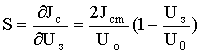 S = ∂J_c / ∂U_з = 2J_cm / U_o (1 - U_з / U_0)